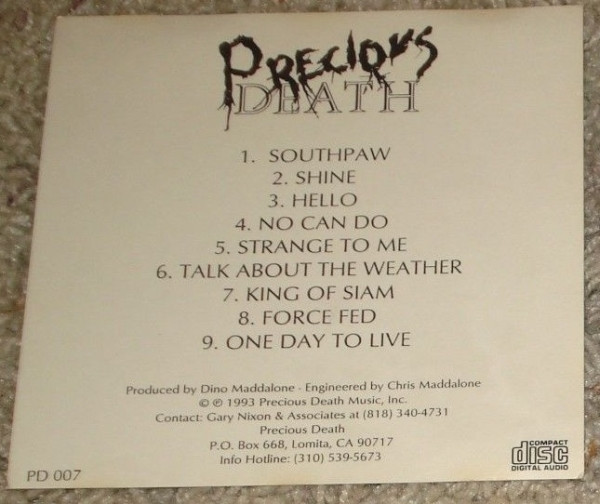 PRECIOUS
DEATH
1. SOUTHPAW
2. SHINE
3. HELLO
4. NO CAN DO
5. STRANGE TO ME
6. TALK ABOUT THE WEATHER
7. KING OF SIAM
8. FORCE FED
9. ONE DAY TO LIVE
Produced by Dino Maddalone - Engineered by Chris Maddalone
© ℗ 1993 Precious Death Music, Inc.
Contact: Gary Nixon & Associates at (818) 340-4731
Precious Death
P.O. Box 668, Lomita, CA 90717
Info Hotline: (310) 539-5673
PD 007
COMPACT
disc
DIGITAL AUDIO